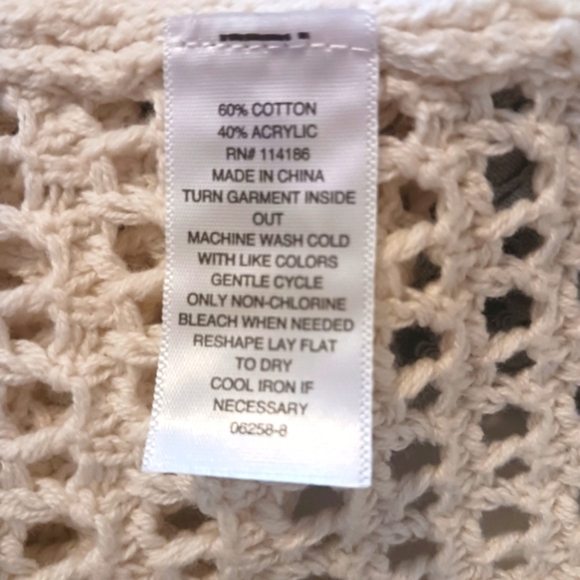 60% COTTON
40% ACRYLIC
RN# 114186
MADE IN CHINA
TURN GARMENT INSIDE
OUT
MACHINE WASH COLD
WITH LIKE COLORS
GENTLE CYCLE
ONLY NON-CHLORINE
BLEACH WHEN NEEDED
RESHAPE LAY FLAT
TO DRY
COOL IRON IF
NECESSARY
06258-8